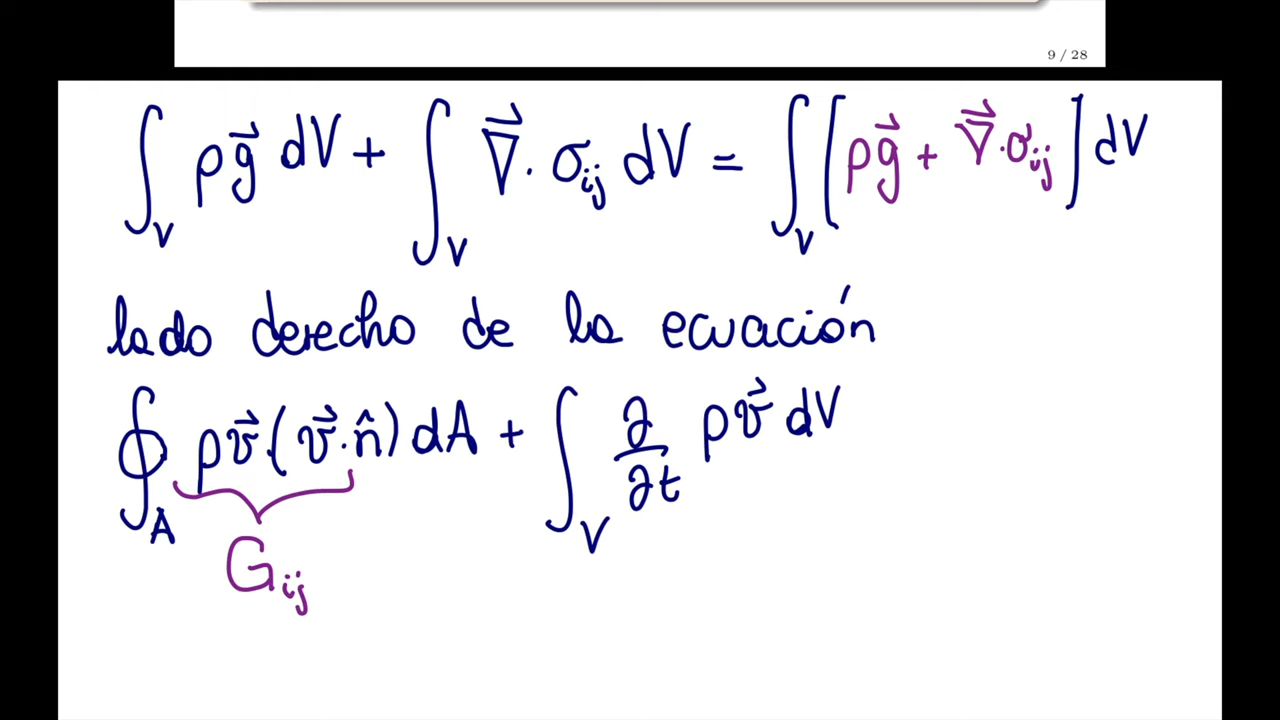 9 / 28
∫_V ρg⃗ dV + ∫_V ∇⃗·σ_ij dV = ∫_V [ρg⃗ + ∇⃗·σ_ij] dV
lado derecho de la ecuación
∮_A ρv⃗·(v⃗·n̂) dA + ∫_V ∂/∂t ρv⃗ dV
G_ij